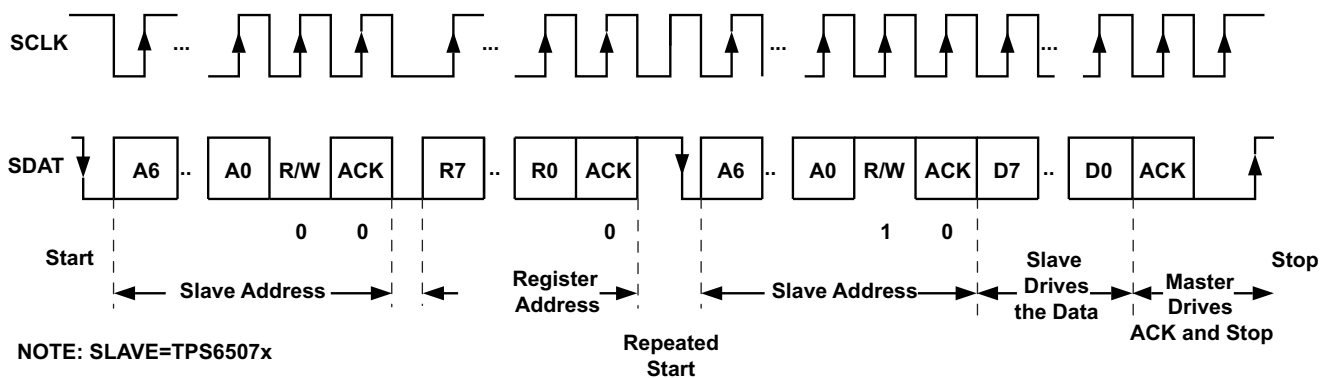 SCLK ... ... ... ...
SDAT A6 .. A0 R/W ACK R7 .. R0 ACK A6 .. A0 R/W ACK D7 .. D0 ACK
0 0 0 1 0
Start
Slave Address
Register
Address
Repeated
Start
Slave Address
Slave
Drives
the Data
Master
Drives
ACK and Stop
Stop
NOTE: SLAVE=TPS6507x